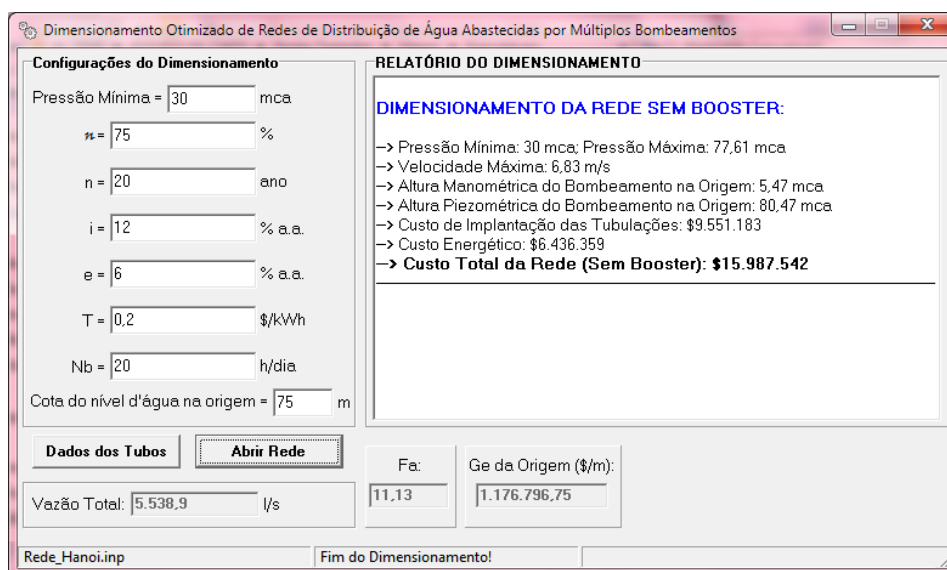 Dimensionamento Otimizado de Redes de Distribuição de Água Abastecidas por Múltiplos Bombeamentos
Configurações do Dimensionamento
Pressão Mínima = 30 mca
n = 75 %
n = 20 ano
i = 12 % a.a.
e = 6 % a.a.
T = 0,2 $/kWh
Nb = 20 h/dia
Cota do nível d'água na origem = 75 m
Dados dos Tubos
Abrir Rede
Vazão Total: 5.538,9 l/s
RELATÓRIO DO DIMENSIONAMENTO
DIMENSIONAMENTO DA REDE SEM BOOSTER:
--> Pressão Mínima: 30 mca; Pressão Máxima: 77,61 mca
--> Velocidade Máxima: 6,83 m/s
--> Altura Manométrica do Bombeamento na Origem: 5,47 mca
--> Altura Piezométrica do Bombeamento na Origem: 80,47 mca
--> Custo de Implantação das Tubulações: $9.551.183
--> Custo Energético: $6.436.359
--> Custo Total da Rede (Sem Booster): $15.987.542
Fa:
11,13
Ge da Origem ($/m):
1.176.796,75
Rede_Hanoi.inp
Fim do Dimensionamento!